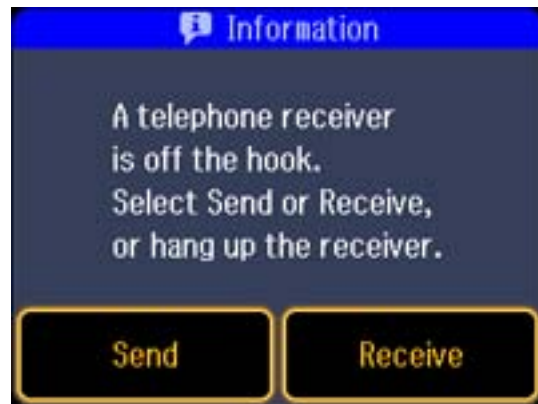 Information
A telephone receiver
is off the hook.
Select Send or Receive,
or hang up the receiver.
Send Receive